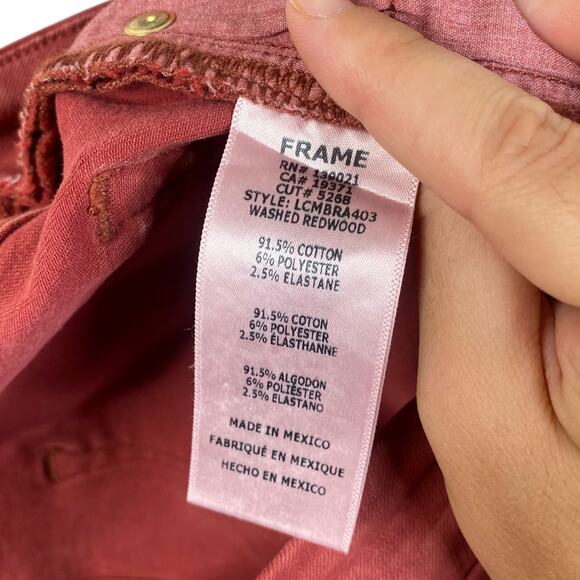 FRAME
RN# 136021
CA# 19371
CUT# 5268
STYLE: LCMBRA403
WASHED REDWOOD
91.5% COTTON
6% POLYESTER
2.5% ELASTANE
91.5% COTON
6% POLYESTER
2.5% ÉLASTHANNE
91.5% ALGODÓN
6% POLIÉSTER
2.5% ELASTANO
MADE IN MEXICO
FABRIQUÉ EN MEXIQUE
HECHO EN MEXICO